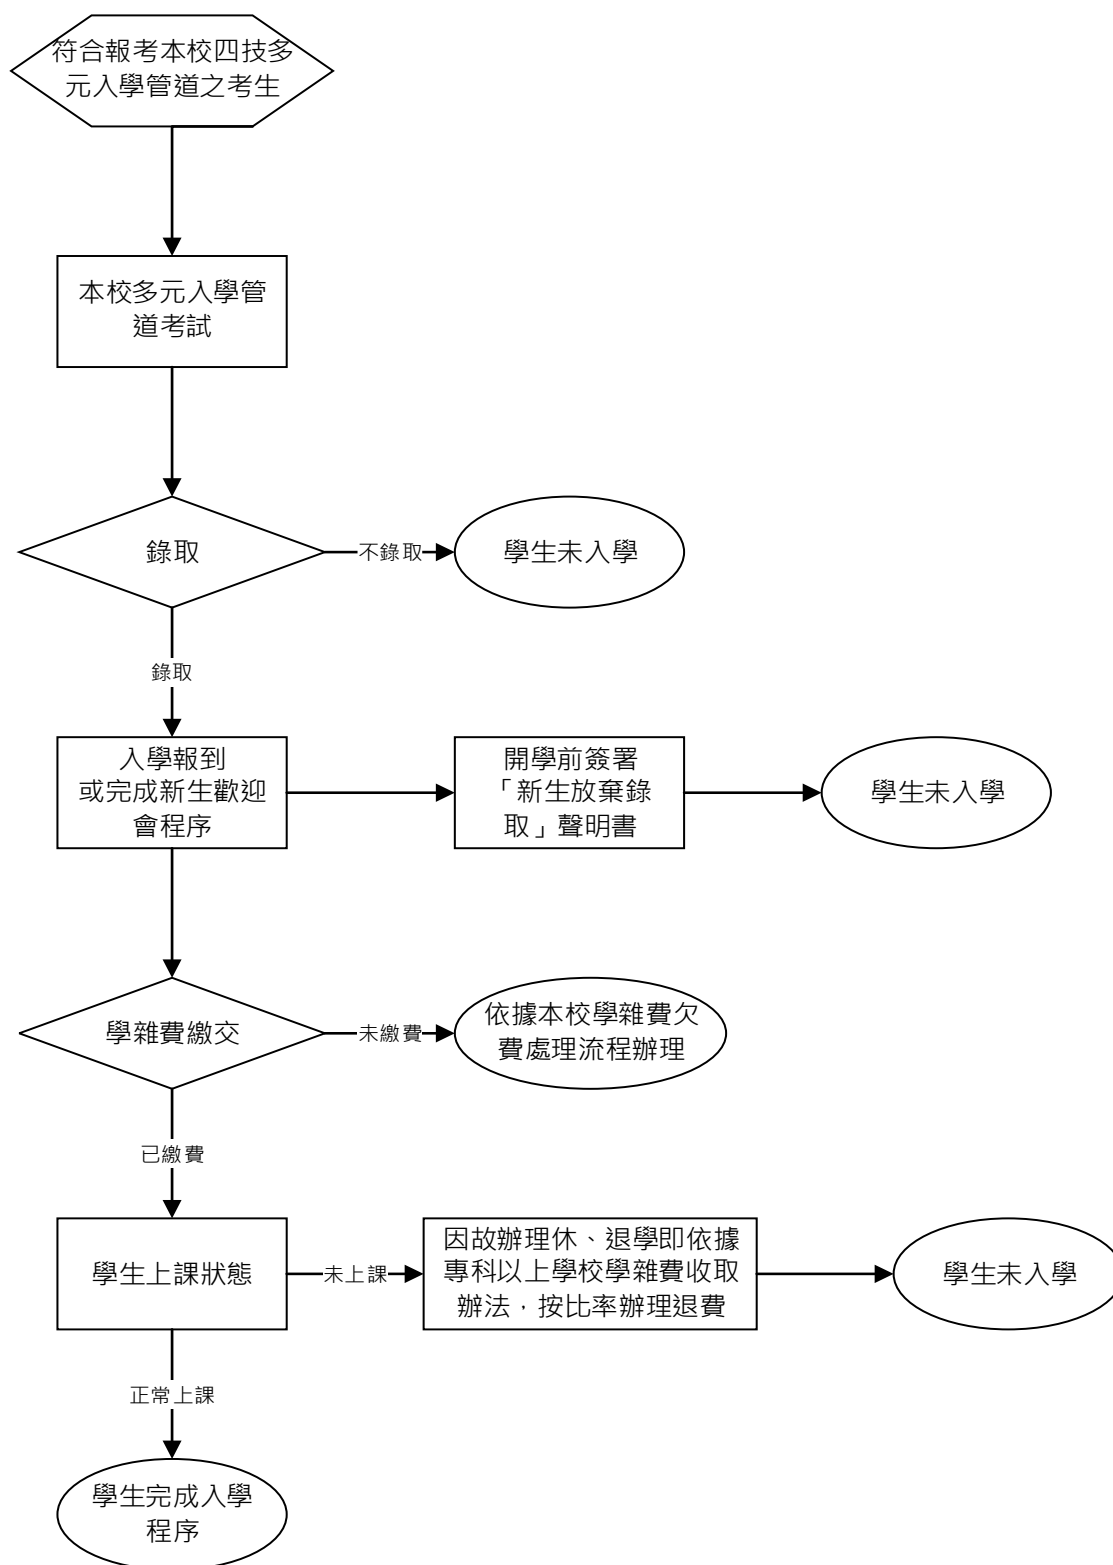 符合報考本校四技多
元入學管道之考生
本校多元入學管
道考試
錄取
不錄取
學生未入學
錄取
入學報到
或完成新生歡迎
會程序
開學前簽署
「新生放棄錄
取」聲明書
學生未入學
學雜費繳交
未繳費
依據本校學雜費欠
費處理流程辦理
已繳費
學生上課狀態
未上課
因故辦理休、退學即依據
專科以上學校學雜費收取
辦法，按比率辦理退費
學生未入學
正常上課
學生完成入學
程序